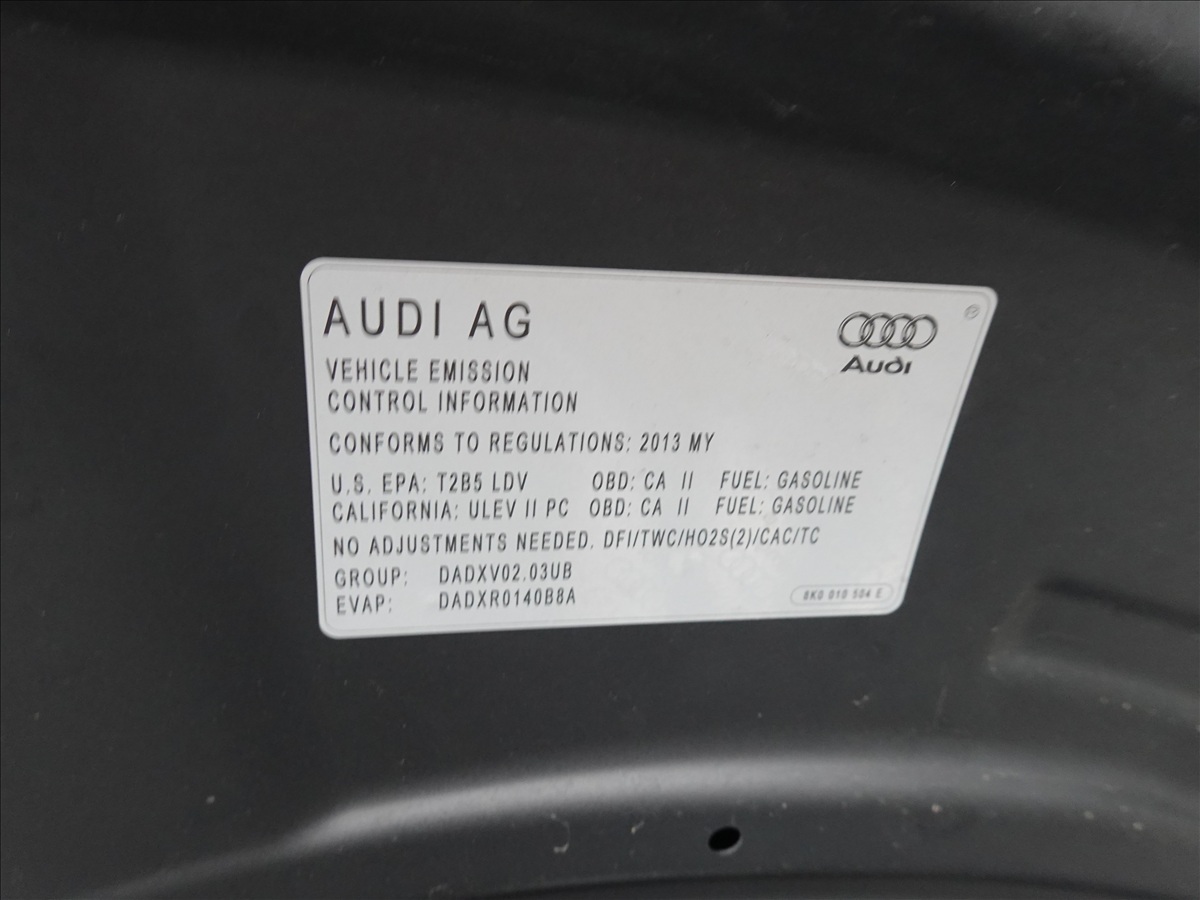 AUDI AG
Audi
VEHICLE EMISSION
CONTROL INFORMATION
CONFORMS TO REGULATIONS: 2013 MY
U.S. EPA: T2B5 LDV OBD: CA II FUEL: GASOLINE
CALIFORNIA: ULEV II PC OBD: CA II FUEL: GASOLINE
NO ADJUSTMENTS NEEDED. DFI/TWC/HO2S(2)/CAC/TC
GROUP: DADXV02.03UB
EVAP: DADXR0140B8A
8K0 010 504 E